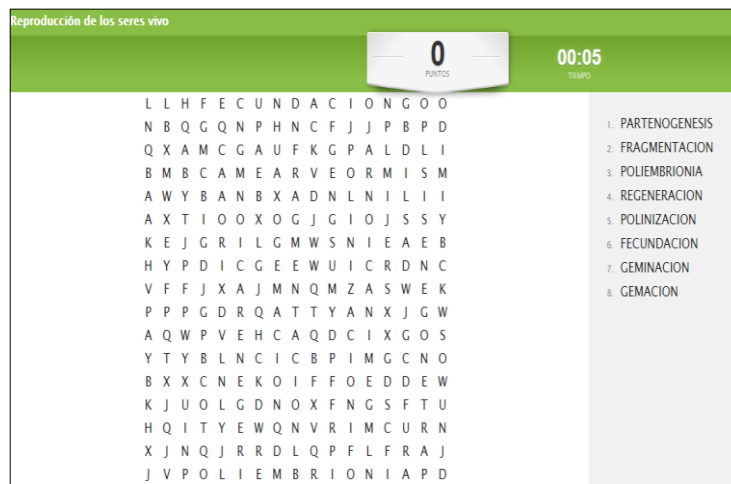 Reproducción de los seres vivo
0
PUNTOS
00:05
TIEMPO
L L H F E C U N D A C I O N G O O
N B Q G Q N P H N C F J J P B P D
Q X A M C G A U F K G P A L D L I
B M B C A M E A R V E O R M I S M
A W Y B A N B X A D N L N I L I I
A X T I O O X O G J G I O J S S Y
K E J G R I L G M W S N I E A E B
H Y P D I C G E E W U I C R D N C
V F F J X A J M N Q M Z A S W E K
P P P G D R Q A T T Y A N X J G W
A Q W P V E H C A Q D C I X G O S
Y T Y B L N C I C B P I M G C N O
B X X C N E K O I F F O E D D E W
K J U O L G D N O X F N G S F T U
H Q I T Y E W Q N V R I M C U R N
X J N Q J R R D L Q P F L F R A J
J V P O L I E M B R I O N I A P D
1. PARTENOGENESIS
2. FRAGMENTACION
3. POLIEMBRIONIA
4. REGENERACION
5. POLINIZACION
6. FECUNDACION
7. GEMINACION
8. GEMACION